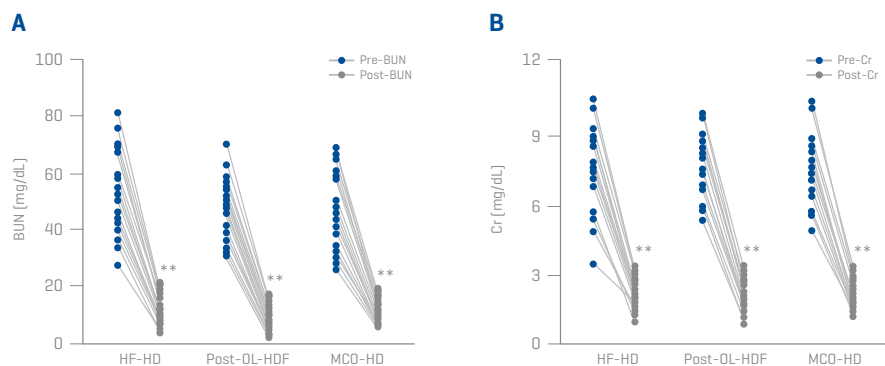 A
100
80
60
40
20
0
BUN [mg/dL]
Pre-BUN
Post-BUN
**
**
**
HF-HD
Post-OL-HDF
MCO-HD
B
12
9
6
3
0
Cr [mg/dL]
Pre-Cr
Post-Cr
**
**
**
HF-HD
Post-OL-HDF
MCO-HD